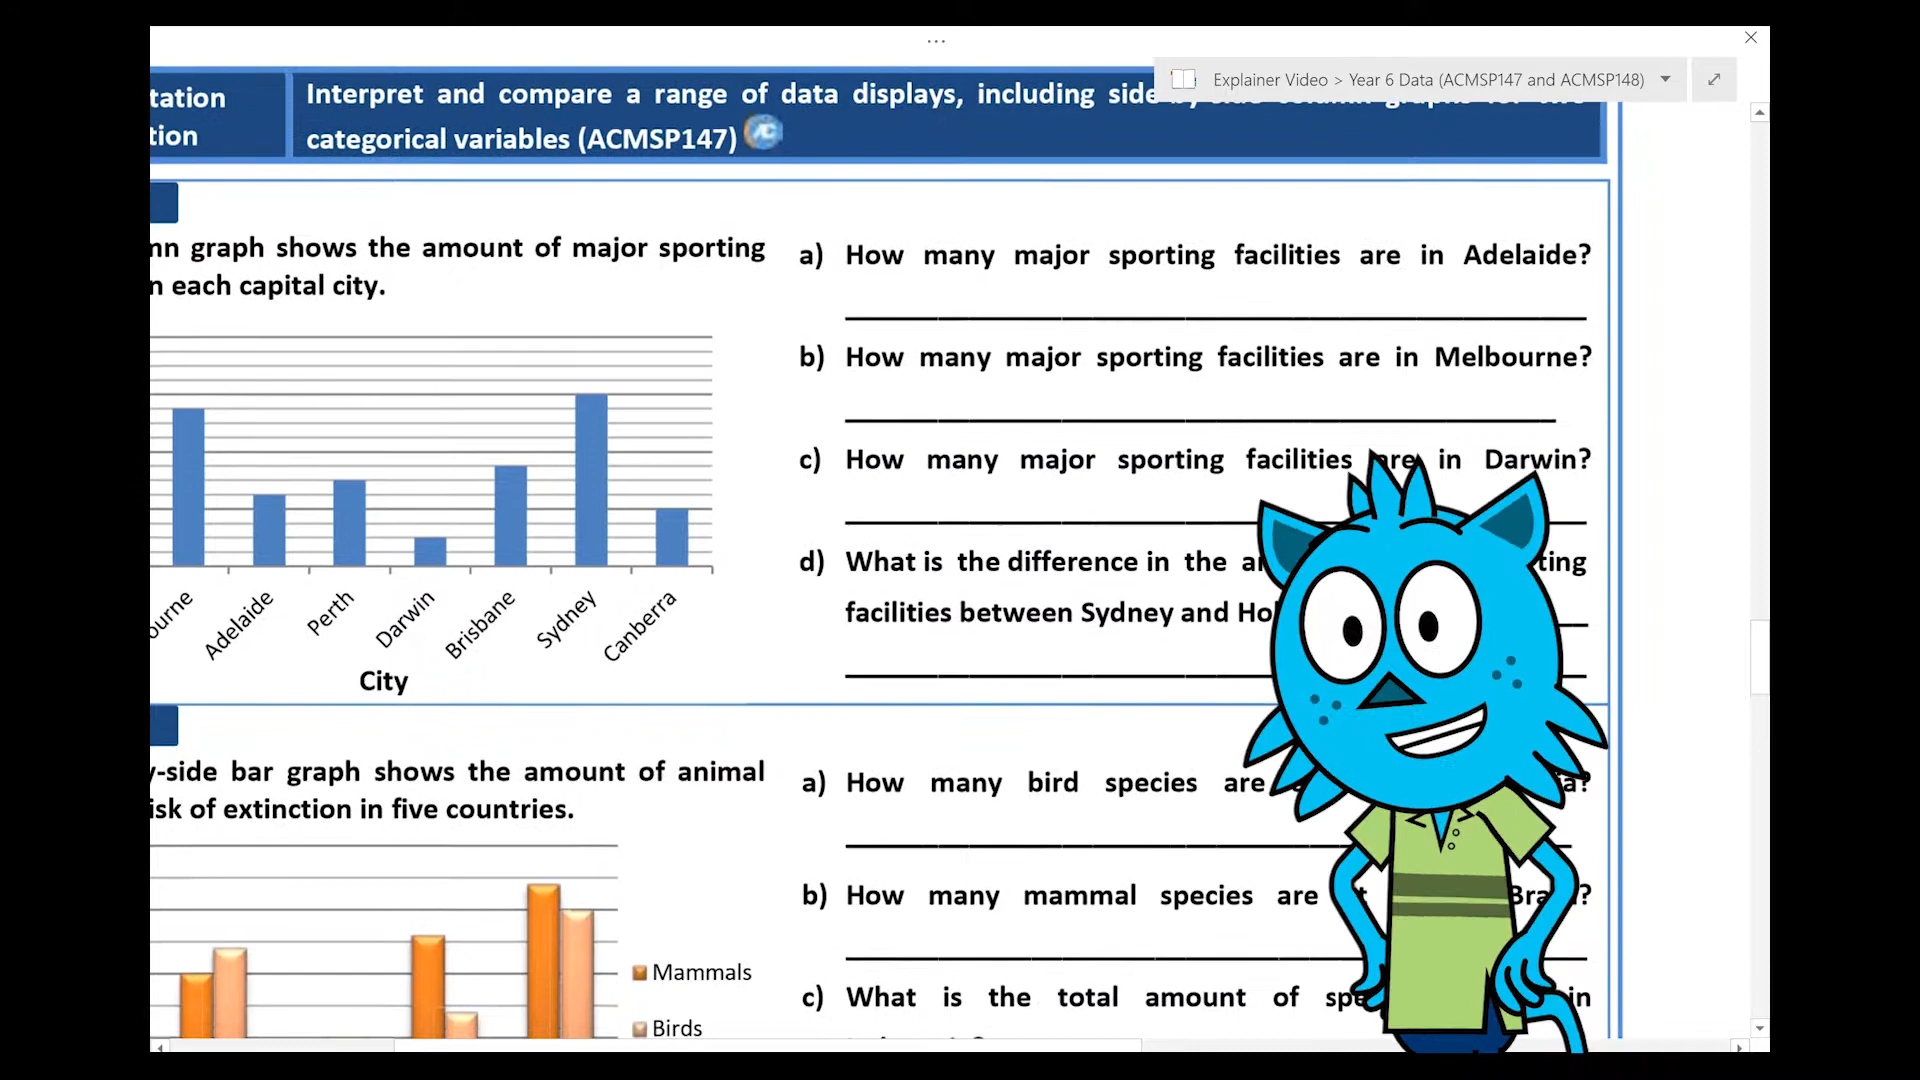 Explainer Video > Year 6 Data (ACMSP147 and ACMSP148)
tation
tion
Interpret and compare a range of data displays, including side
categorical variables (ACMSP147)
mn graph shows the amount of major sporting
n each capital city.
ourne
Adelaide
Perth
Darwin
Brisbane
Sydney
Canberra
City
a) How many major sporting facilities are in Adelaide?
b) How many major sporting facilities are in Melbourne?
c) How many major sporting facilities are in Darwin?
d) What is the difference in the ting
facilities between Sydney and Ho
y-side bar graph shows the amount of animal
isk of extinction in five countries.
Mammals
Birds
a) How many bird species are a?
b) How many mammal species are
c) What is the total amount of spe in